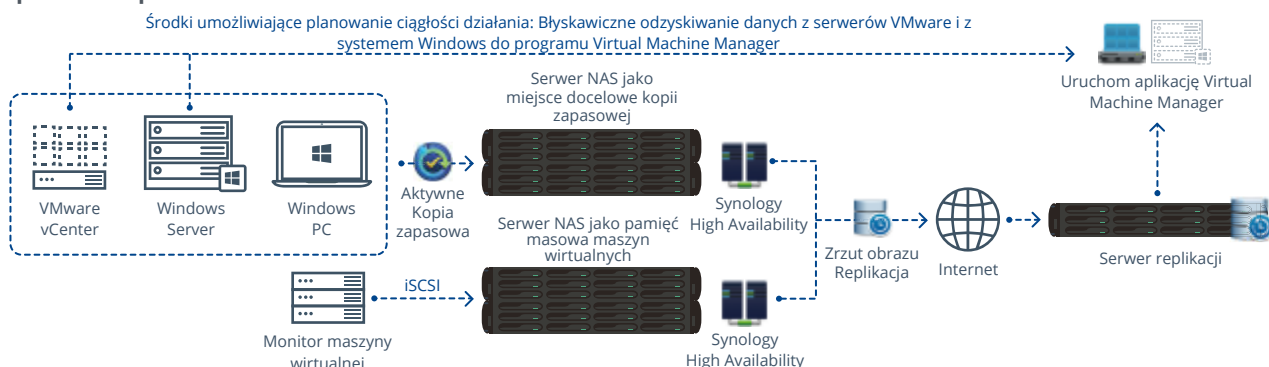 Środki umożliwiające planowanie ciągłości działania: Błyskawiczne odzyskiwanie danych z serwerów VMware i z
systemem Windows do programu Virtual Machine Manager
Uruchom aplikację Virtual
Machine Manager
Serwer NAS jako
miejsce docelowe kopii
zapasowej
VMware
vCenter
Windows
Server
Windows
PC
Aktywne
Kopia
zapasowa
Synology
High Availability
Serwer NAS jako pamięć
masowa maszyn
wirtualnych
Zrzut obrazu
Replikacja
Internet
Serwer replikacji
iSCSI
Monitor maszyny
wirtualnej
Synology
High Availability